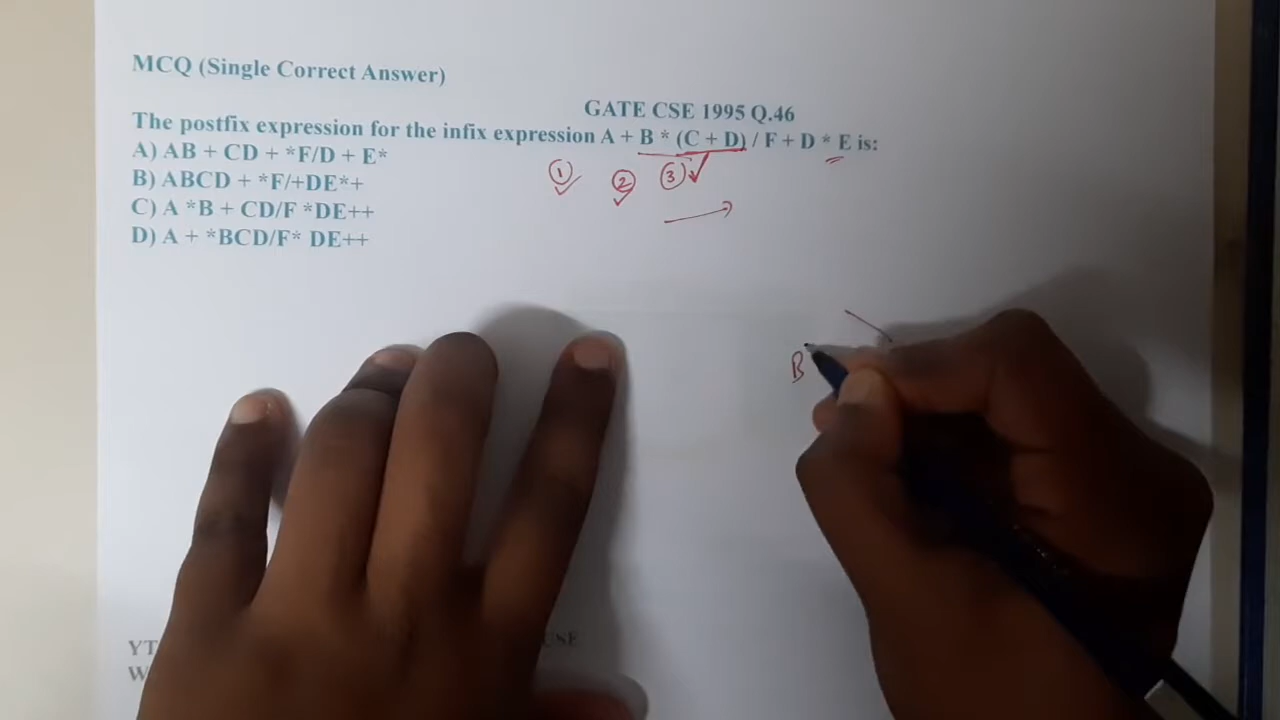 MCQ (Single Correct Answer)
GATE CSE 1995 Q.46
The postfix expression for the infix expression A + B * (C + D) / F + D * E is:
A) AB + CD + *F/D + E*
B) ABCD + *F/+DE*+
C) A *B + CD/F *DE++
D) A + *BCD/F* DE++
1 2 3
B
YT
W